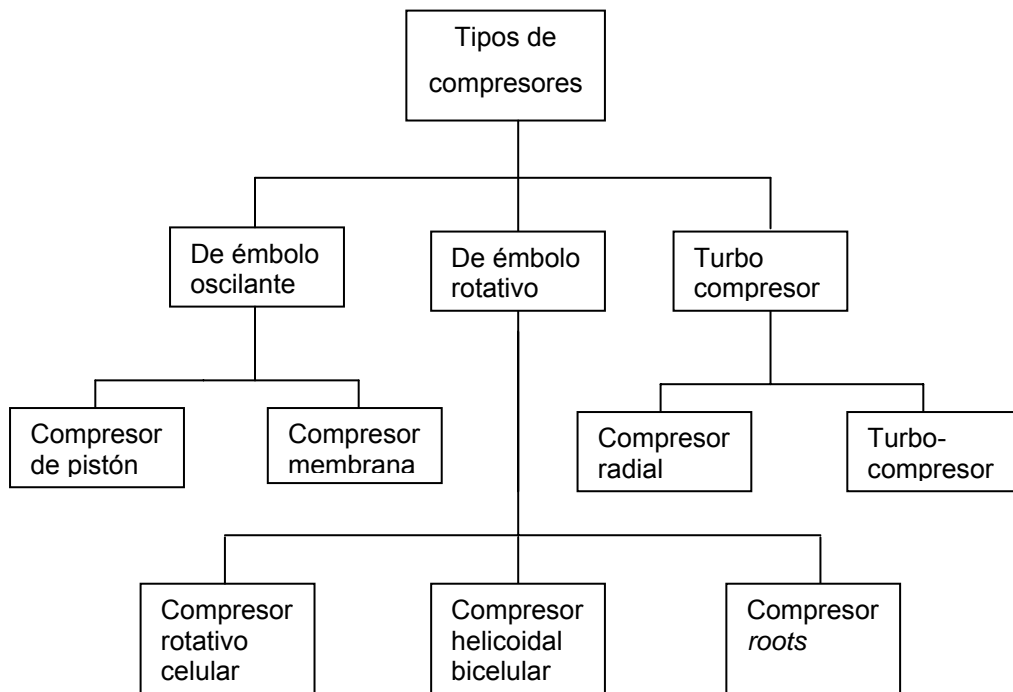 Tipos de
compresores
De émbolo
oscilante
De émbolo
rotativo
Turbo
compresor
Compresor
de pistón
Compresor
membrana
Compresor
radial
Turbo-
compresor
Compresor
rotativo
celular
Compresor
helicoidal
bicelular
Compresor
roots